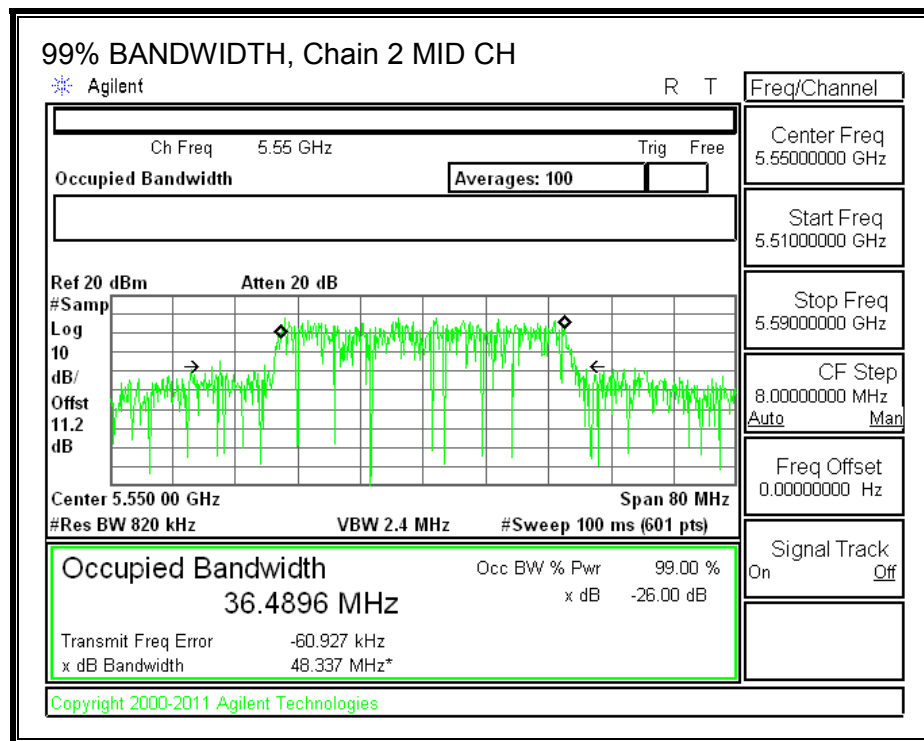 99% BANDWIDTH, Chain 2 MID CH
Agilent R T
Ch Freq 5.55 GHz Trig Free
Occupied Bandwidth Averages: 100
Ref 20 dBm Atten 20 dB
#Samp
Log
10
dB/
Offst
11.2
dB
Center 5.550 00 GHz Span 80 MHz
#Res BW 820 kHz VBW 2.4 MHz #Sweep 100 ms (601 pts)
Occupied Bandwidth Occ BW % Pwr 99.00 %
36.4896 MHz x dB -26.00 dB
Transmit Freq Error -60.927 kHz
x dB Bandwidth 48.337 MHz*
Copyright 2000-2011 Agilent Technologies
Freq/Channel
Center Freq
5.55000000 GHz
Start Freq
5.51000000 GHz
Stop Freq
5.59000000 GHz
CF Step
8.00000000 MHz
Auto Man
Freq Offset
0.00000000 Hz
Signal Track
On Off